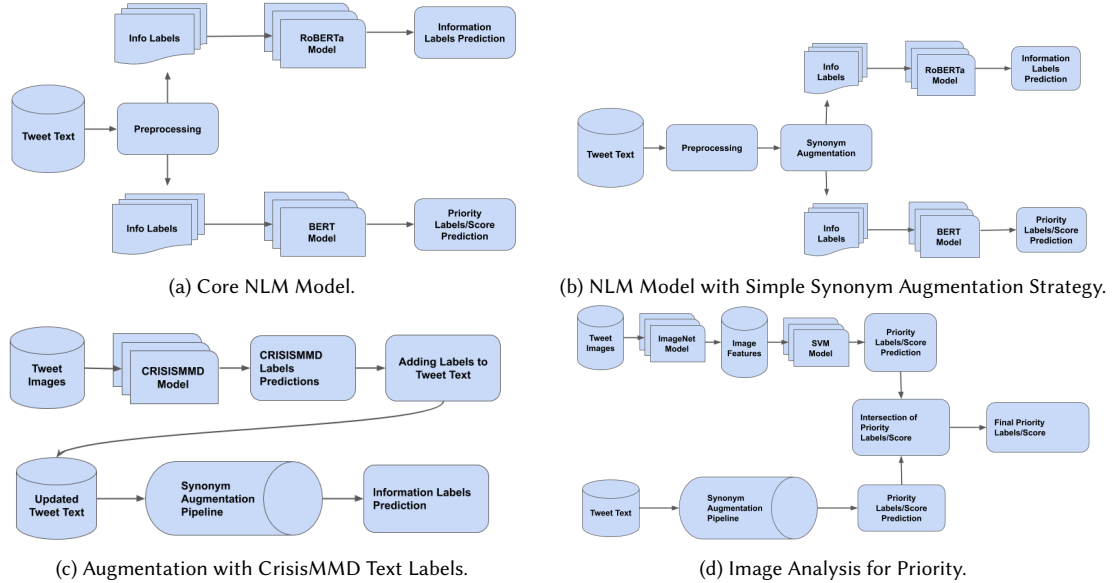 Info Labels
RoBERTa
Model
Information
Labels Prediction
Tweet Text
Preprocessing
Info Labels
BERT
Model
Priority
Labels/Score
Prediction
(a) Core NLM Model.
Info
Labels
RoBERTa
Model
Information
Labels
Prediction
Tweet Text
Preprocessing
Synonym
Augmentation
Info
Labels
BERT
Model
Priority
Labels/Score
Prediction
(b) NLM Model with Simple Synonym Augmentation Strategy.
Tweet
Images
CRISISMMD
Model
CRISISMMD
Labels
Predictions
Adding Labels to
Tweet Text
Updated
Tweet Text
Synonym
Augmentation
Pipeline
Information Labels
Prediction
(c) Augmentation with CrisisMMD Text Labels.
Tweet
Images
ImageNet
Model
Image
Features
SVM
Model
Priority
Labels/Score
Prediction
Intersection of
Priority
Labels/Score
Final Priority
Labels/Score
Tweet Text
Synonym
Augmentation
Pipeline
Priority
Labels/Score
Prediction
(d) Image Analysis for Priority.